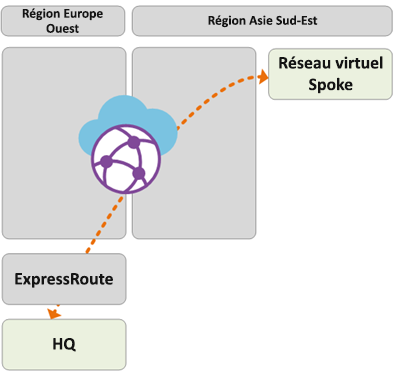 Région Europe
Ouest
Région Asie Sud-Est
Réseau virtuel
Spoke
ExpressRoute
HQ